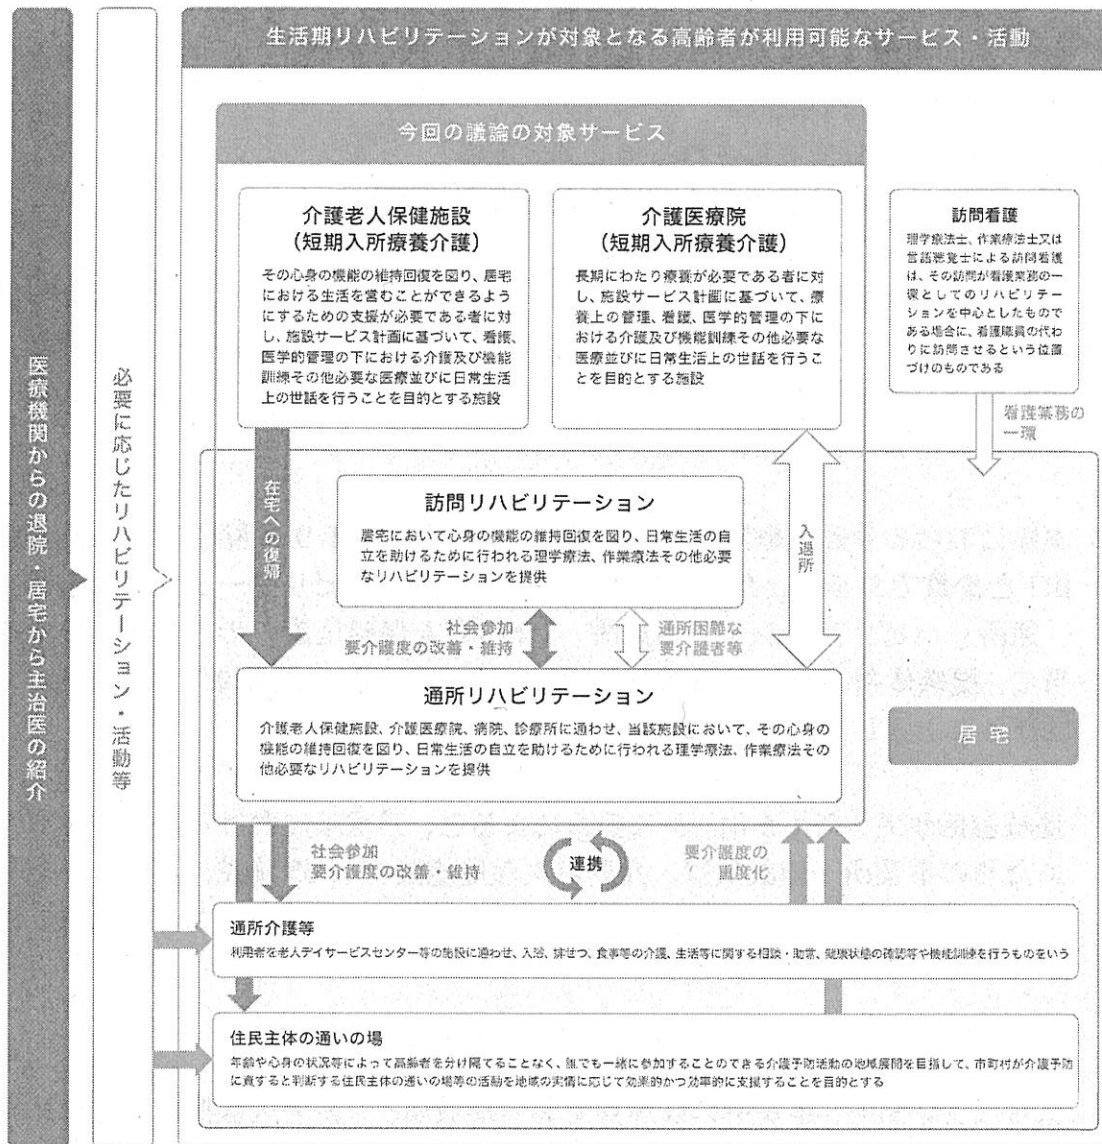 生活期リハビリテーションが対象となる高齢者が利用可能なサービス・活動
医療機関からの退院・居宅から主治医の紹介
必要に応じたリハビリテーション・活動等
今回の議論の対象サービス
介護老人保健施設
(短期入所療養介護)
その心身の機能の維持回復を図り、居宅
における生活を営むことができるよう
にするための支援が必要である者に対
し、施設サービス計画に基づいて、看護、
医学的管理の下における介護及び機能
訓練その他必要な医療並びに日常生活
上の世話を行うことを目的とする施設
介護医療院
(短期入所療養介護)
長期にわたり療養が必要である者に対
し、施設サービス計画に基づいて、療養
上の管理、看護、医学的管理の下に
おける介護及び機能訓練その他必要な
医療並びに日常生活上の世話を行うこ
とを目的とする施設
訪問看護
理学療法士、作業療法士又は
言語聴覚士による訪問看護
は、その訪問が看護業務の一
環としてのリハビリテー
ションを中心としたもので
ある場合に、看護職員の代わ
りに訪問させるという位置
づけのものである
看護業務の
一環
在宅への復帰
訪問リハビリテーション
居宅において心身の機能の維持回復を図り、日常生活の自
立を助けるために行われる理学療法、作業療法その他必要
なリハビリテーションを提供
入退所
社会参加
要介護度の改善・維持
通所困難な
要介護者等
通所リハビリテーション
介護老人保健施設、介護医療院、病院、診療所に通わせ、当該施設において、その心身の
機能の維持回復を図り、日常生活の自立を助けるために行われる理学療法、作業療法その
他必要なリハビリテーションを提供
居宅
社会参加
要介護度の改善・維持
連携
要介護度の
重度化
通所介護等
利用者を老人デイサービスセンター等の施設に通わせ、入浴、排せつ、食事等の介護、生活等に関する相談・助言、健康状態の確認等や機能訓練を行うものをいう
住民主体の通いの場
年齢や心身の状況等によって高齢者を分け隔てることなく、誰でも一緒に参加することのできる介護予防活動の地域展開を目指して、市町村が介護予防
に資すると判断する住民主体の通いの場等の活動を地域の実情に応じて効果的かつ効率的に支援することを目的とする